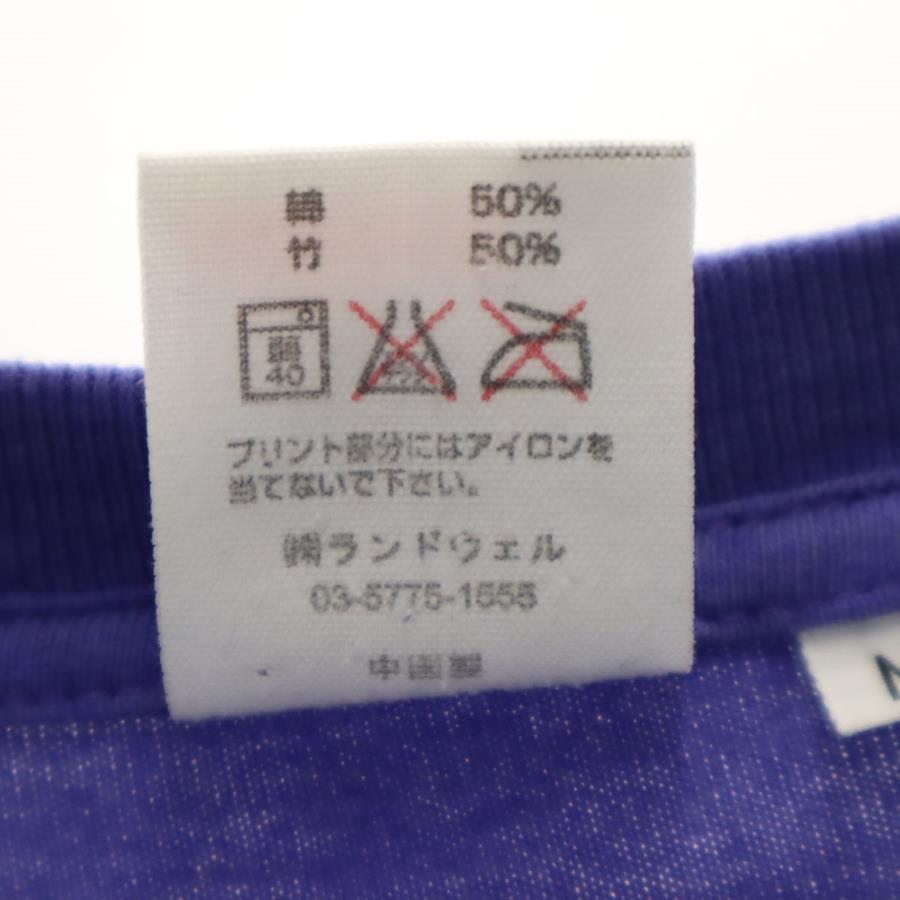 綿 50%
竹 50%
弱
40
プリント部分にはアイロンを
当てないで下さい。
㈱ランドウェル
03-5775-1555
中国製